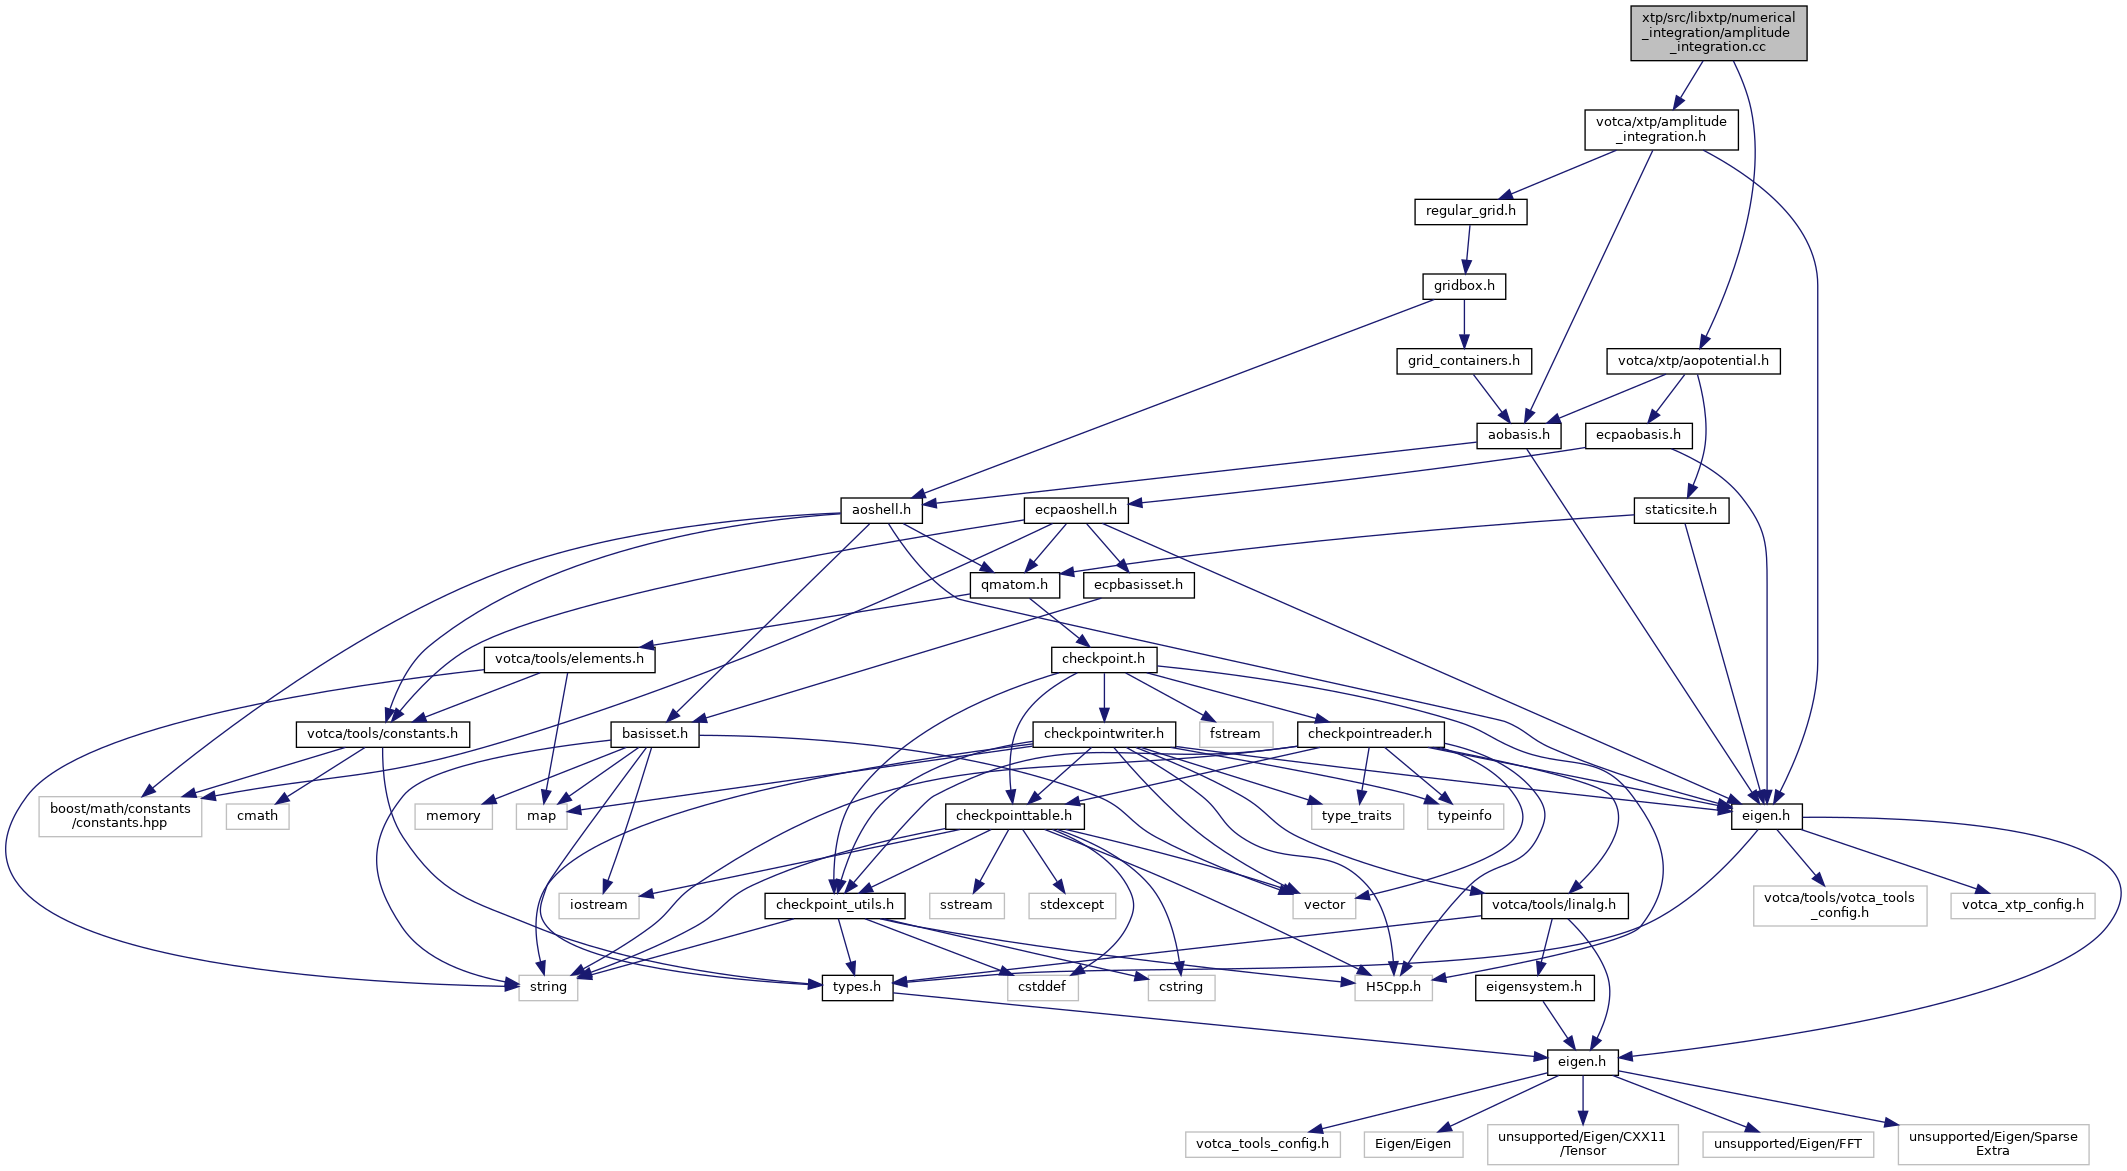 xtp/src/libxtp/numerical
_integration/amplitude
_integration.cc
votca/xtp/amplitude
_integration.h
regular_grid.h
gridbox.h
grid_containers.h
votca/xtp/aopotential.h
aobasis.h
ecpaobasis.h
aoshell.h
ecpaoshell.h
staticsite.h
qmatom.h
ecpbasisset.h
votca/tools/elements.h
checkpoint.h
votca/tools/constants.h
basisset.h
checkpointwriter.h
fstream
checkpointreader.h
boost/math/constants
/constants.hpp
cmath
memory
map
checkpointtable.h
type_traits
typeinfo
eigen.h
iostream
checkpoint_utils.h
sstream
stdexcept
vector
votca/tools/linalg.h
votca/tools/votca_tools
_config.h
votca_xtp_config.h
string
types.h
cstddef
cstring
H5Cpp.h
eigensystem.h
eigen.h
votca_tools_config.h
Eigen/Eigen
unsupported/Eigen/CXX11
/Tensor
unsupported/Eigen/FFT
unsupported/Eigen/Sparse
Extra